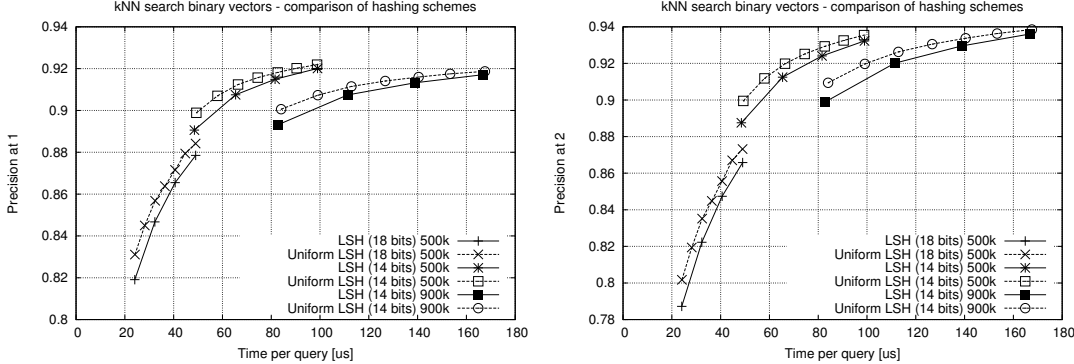 kNN search binary vectors - comparison of hashing schemes
Precision at 1
0.94
0.92
0.9
0.88
0.86
0.84
0.82
0.8
LSH (18 bits) 500k
Uniform LSH (18 bits) 500k
LSH (14 bits) 500k
Uniform LSH (14 bits) 500k
LSH (14 bits) 900k
Uniform LSH (14 bits) 900k
0 20 40 60 80 100 120 140 160 180
Time per query [us]
kNN search binary vectors - comparison of hashing schemes
Precision at 2
0.94
0.92
0.9
0.88
0.86
0.84
0.82
0.8
0.78
LSH (18 bits) 500k
Uniform LSH (18 bits) 500k
LSH (14 bits) 500k
Uniform LSH (14 bits) 500k
LSH (14 bits) 900k
Uniform LSH (14 bits) 900k
0 20 40 60 80 100 120 140 160 180
Time per query [us]